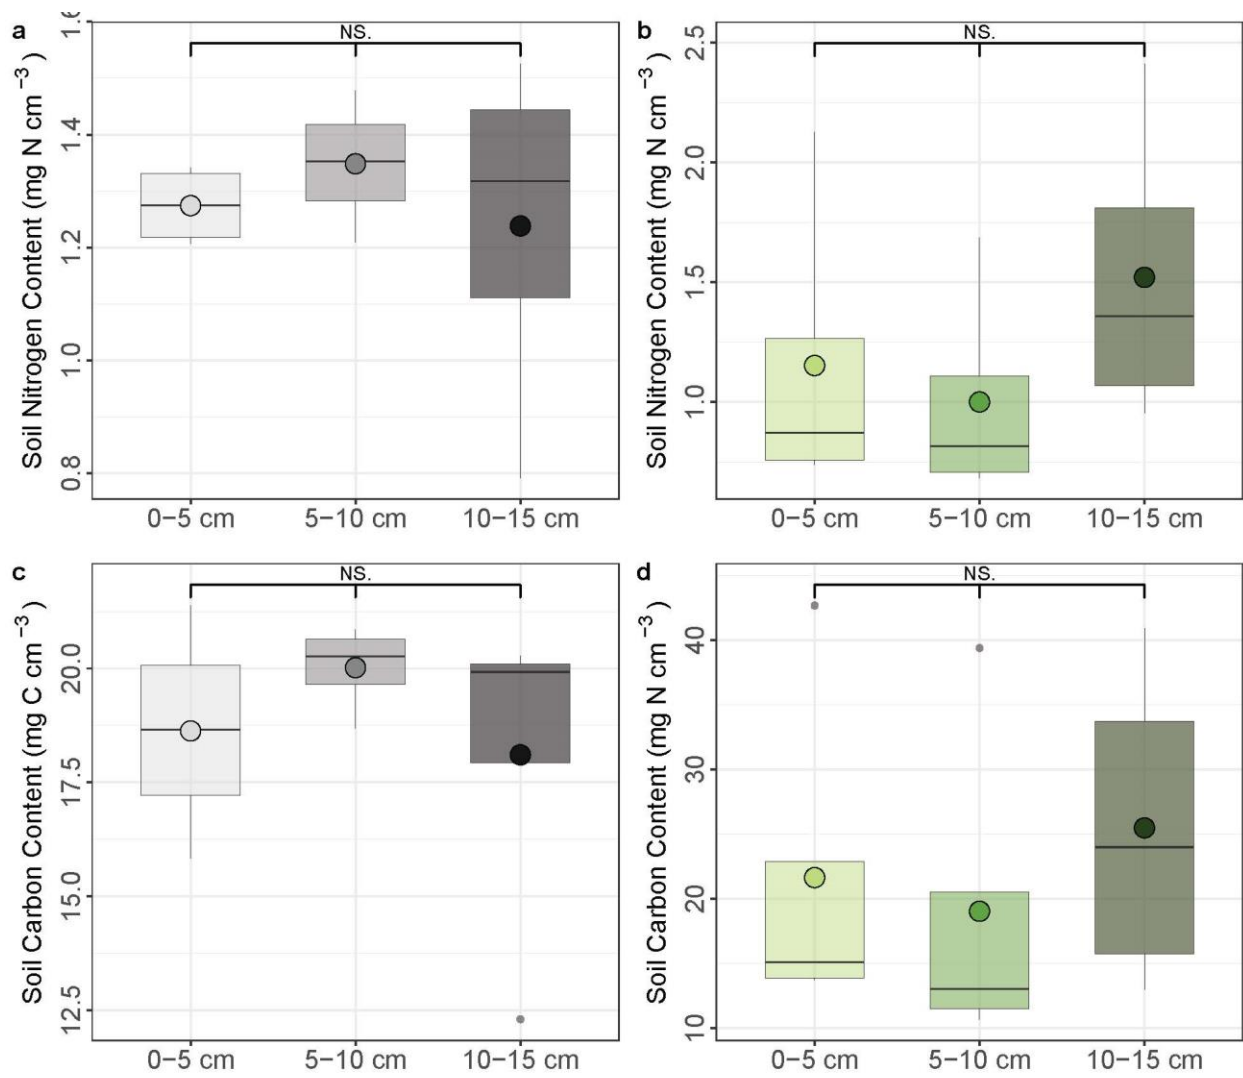 a
NS.
Soil Nitrogen Content (mg N cm⁻³)
1.6
1.4
1.2
1.0
0.8
0−5 cm 5−10 cm 10−15 cm
b
NS.
Soil Nitrogen Content (mg N cm⁻³)
2.5
2.0
1.5
1.0
0−5 cm 5−10 cm 10−15 cm
c
NS.
Soil Carbon Content (mg C cm⁻³)
20.0
17.5
15.0
12.5
0−5 cm 5−10 cm 10−15 cm
d
NS.
Soil Carbon Content (mg N cm⁻³)
40
30
20
10
0−5 cm 5−10 cm 10−15 cm